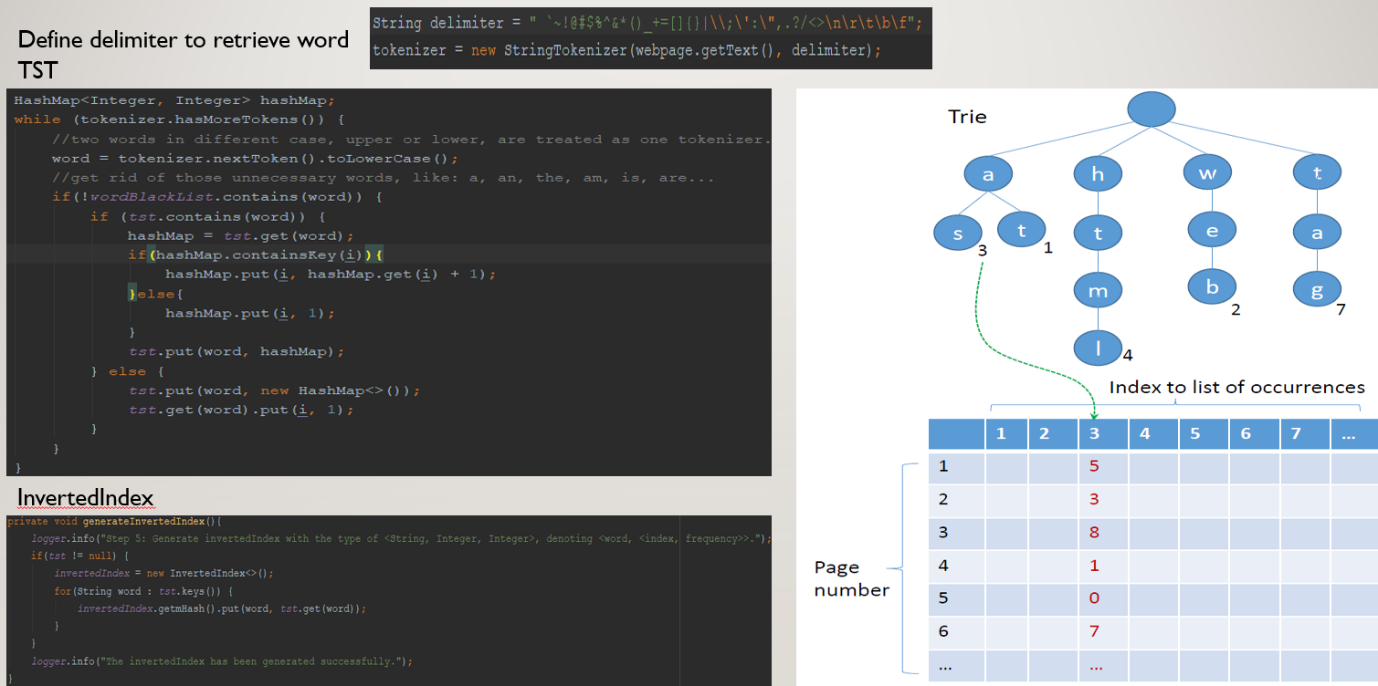 Define delimiter to retrieve word
TST
String delimiter = " `~!@#$%^&*()_+=[]{}|\\;\':\",.?/<>\n\r\t\b\f";
tokenizer = new StringTokenizer(webpage.getText(), delimiter);
HashMap<Integer, Integer> hashMap;
while (tokenizer.hasMoreTokens()) {
//two words in different case, upper or lower, are treated as one tokenizer.
word = tokenizer.nextToken().toLowerCase();
//get rid of those unnecessary words, like: a, an, the, am, is, are...
if(!wordBlackList.contains(word)) {
if (tst.contains(word)) {
hashMap = tst.get(word);
if(hashMap.containsKey(i)){
hashMap.put(i, hashMap.get(i) + 1);
}else{
hashMap.put(i, 1);
}
tst.put(word, hashMap);
} else {
tst.put(word, new HashMap<>());
tst.get(word).put(i, 1);
}
}
}
InvertedIndex
private void generateInvertedIndex(){
logger.info("Step 5: Generate invertedIndex with the type of <String, Integer, Integer>, denoting <word, <index, frequency>>.");
if(tst != null) {
invertedIndex = new InvertedIndex<>();
for(String word : tst.keys()) {
invertedIndex.getmHash().put(word, tst.get(word));
}
}
logger.info("The invertedIndex has been generated successfully.");
}
Trie
a h w t
s 3 t 1 t e a
m b 2 g 7
l 4
Index to list of occurrences
1 2 3 4 5 6 7 ...
1 5
2 3
3 8
4 1
5 0
6 7
... ...
Page
number